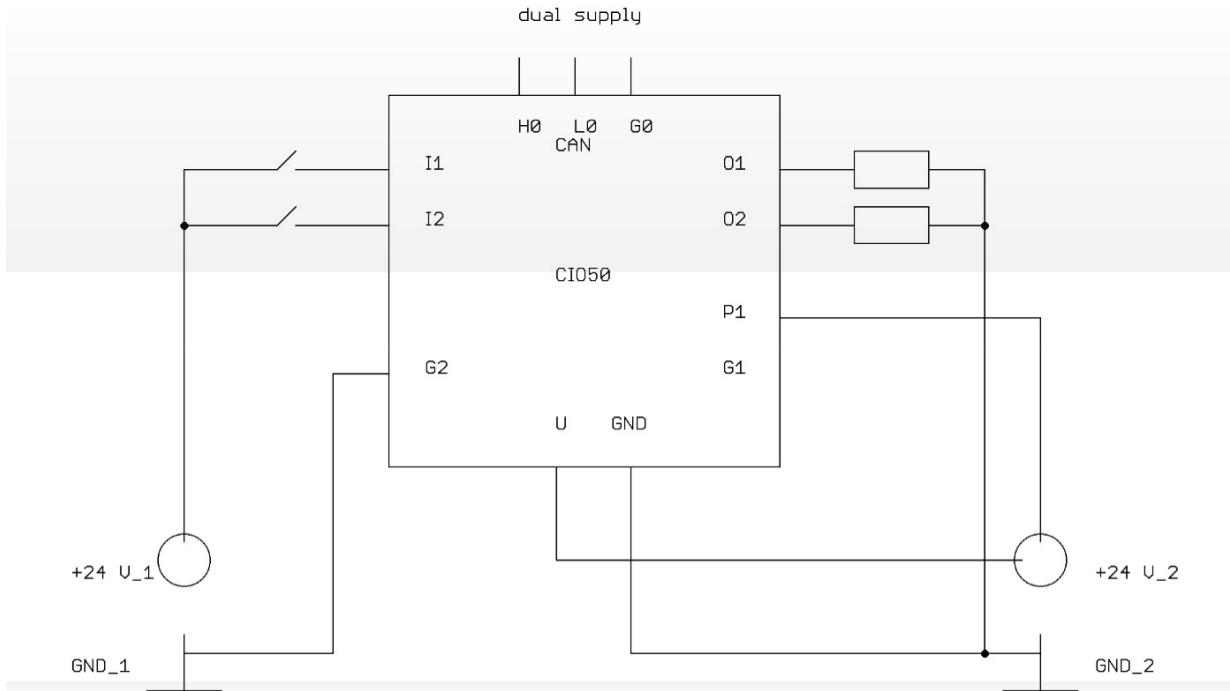 dual supply
H0 L0 G0
CAN
I1 O1
I2 O2
CIO50
P1
G2 G1
U GND
+24 V_1 +24 V_2
GND_1 GND_2